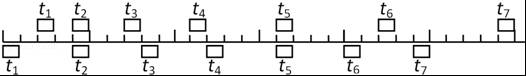 t₁ t₂ t₃ t₄ t₅ t₆ t₇
t₁ t₂ t₃ t₄ t₅ t₆ t₇